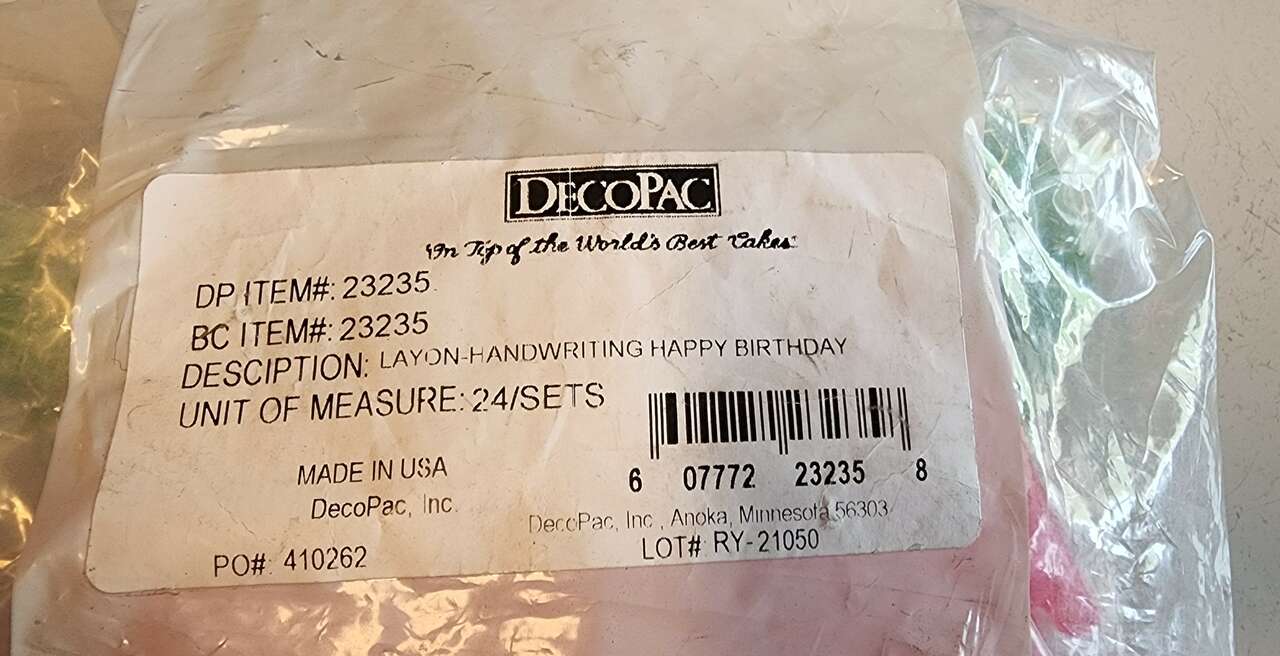 DECOPAC
"On Top of the World's Best Cakes"
DP ITEM#: 23235
BC ITEM#: 23235
DESCIPTION: LAYON-HANDWRITING HAPPY BIRTHDAY
UNIT OF MEASURE: 24/SETS
6 07772 23235 8
MADE IN USA
DecoPac, Inc.
DecoPac, Inc., Anoka, Minnesota 56303
PO#: 410262
LOT# RY-21050